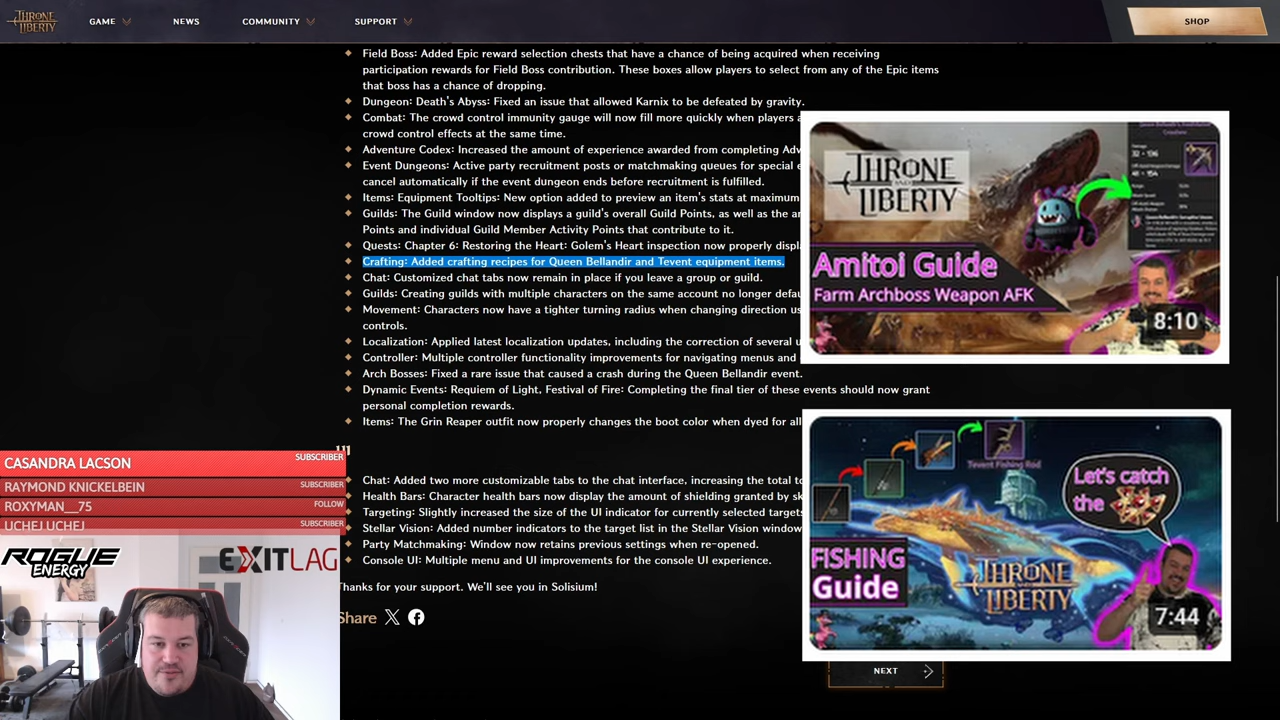 THRONE AND LIBERTY
GAME
NEWS
COMMUNITY
SUPPORT
SHOP
Field Boss: Added Epic reward selection chests that have a chance of being acquired when receiving
participation rewards for Field Boss contribution. These boxes allow players to select from any of the Epic items
that boss has a chance of dropping.
Dungeon: Death's Abyss: Fixed an issue that allowed Karnix to be defeated by gravity.
Combat: The crowd control immunity gauge will now fill more quickly when players a
crowd control effects at the same time.
Adventure Codex: Increased the amount of experience awarded from completing Adv
Event Dungeons: Active party recruitment posts or matchmaking queues for special e
cancel automatically if the event dungeon ends before recruitment is fulfilled.
Items: Equipment Tooltips: New option added to preview an item's stats at maximum
Guilds: The Guild window now displays a guild's overall Guild Points, as well as the
Points and individual Guild Member Activity Points that contribute to it.
Quests: Chapter 6: Restoring the Heart: Golem's Heart inspection now properly displa
Crafting: Added crafting recipes for Queen Bellandir and Tevent equipment items.
Chat: Customized chat tabs now remain in place if you leave a group or guild.
Guilds: Creating guilds with multiple characters on the same account no longer defau
Movement: Characters now have a tighter turning radius when changing direction us
controls.
Localization: Applied latest localization updates, including the correction of several
Controller: Multiple controller functionality improvements for navigating menus and
Arch Bosses: Fixed a rare issue that caused a crash during the Queen Bellandir event.
Dynamic Events: Requiem of Light, Festival of Fire: Completing the final tier of these events should now grant
personal completion rewards.
Items: The Grin Reaper outfit now properly changes the boot color when dyed for all
UI
Chat: Added two more customizable tabs to the chat interface, increasing the total to
Health Bars: Character health bars now display the amount of shielding granted by sk
Targeting: Slightly increased the size of the UI indicator for currently selected targets
Stellar Vision: Added number indicators to the target list in the Stellar Vision window
Party Matchmaking: Window now retains previous settings when re-opened.
Console UI: Multiple menu and UI improvements for the console UI experience.
Thanks for your support. We'll see you in Solisium!
Share
NEXT
THRONE AND LIBERTY
Amitoi Guide
Farm Archboss Weapon AFK
8:10
Tevent Fishing Rod
Let's catch
the
FISHING
Guide
THRONE AND LIBERTY
7:44
CASANDRA LACSON SUBSCRIBER
RAYMOND KNICKELBEIN SUBSCRIBER
ROXYMAN__75 FOLLOW
UCHEJ UCHEJ SUBSCRIBER
ROGUE
ENERGY
EXITLAG